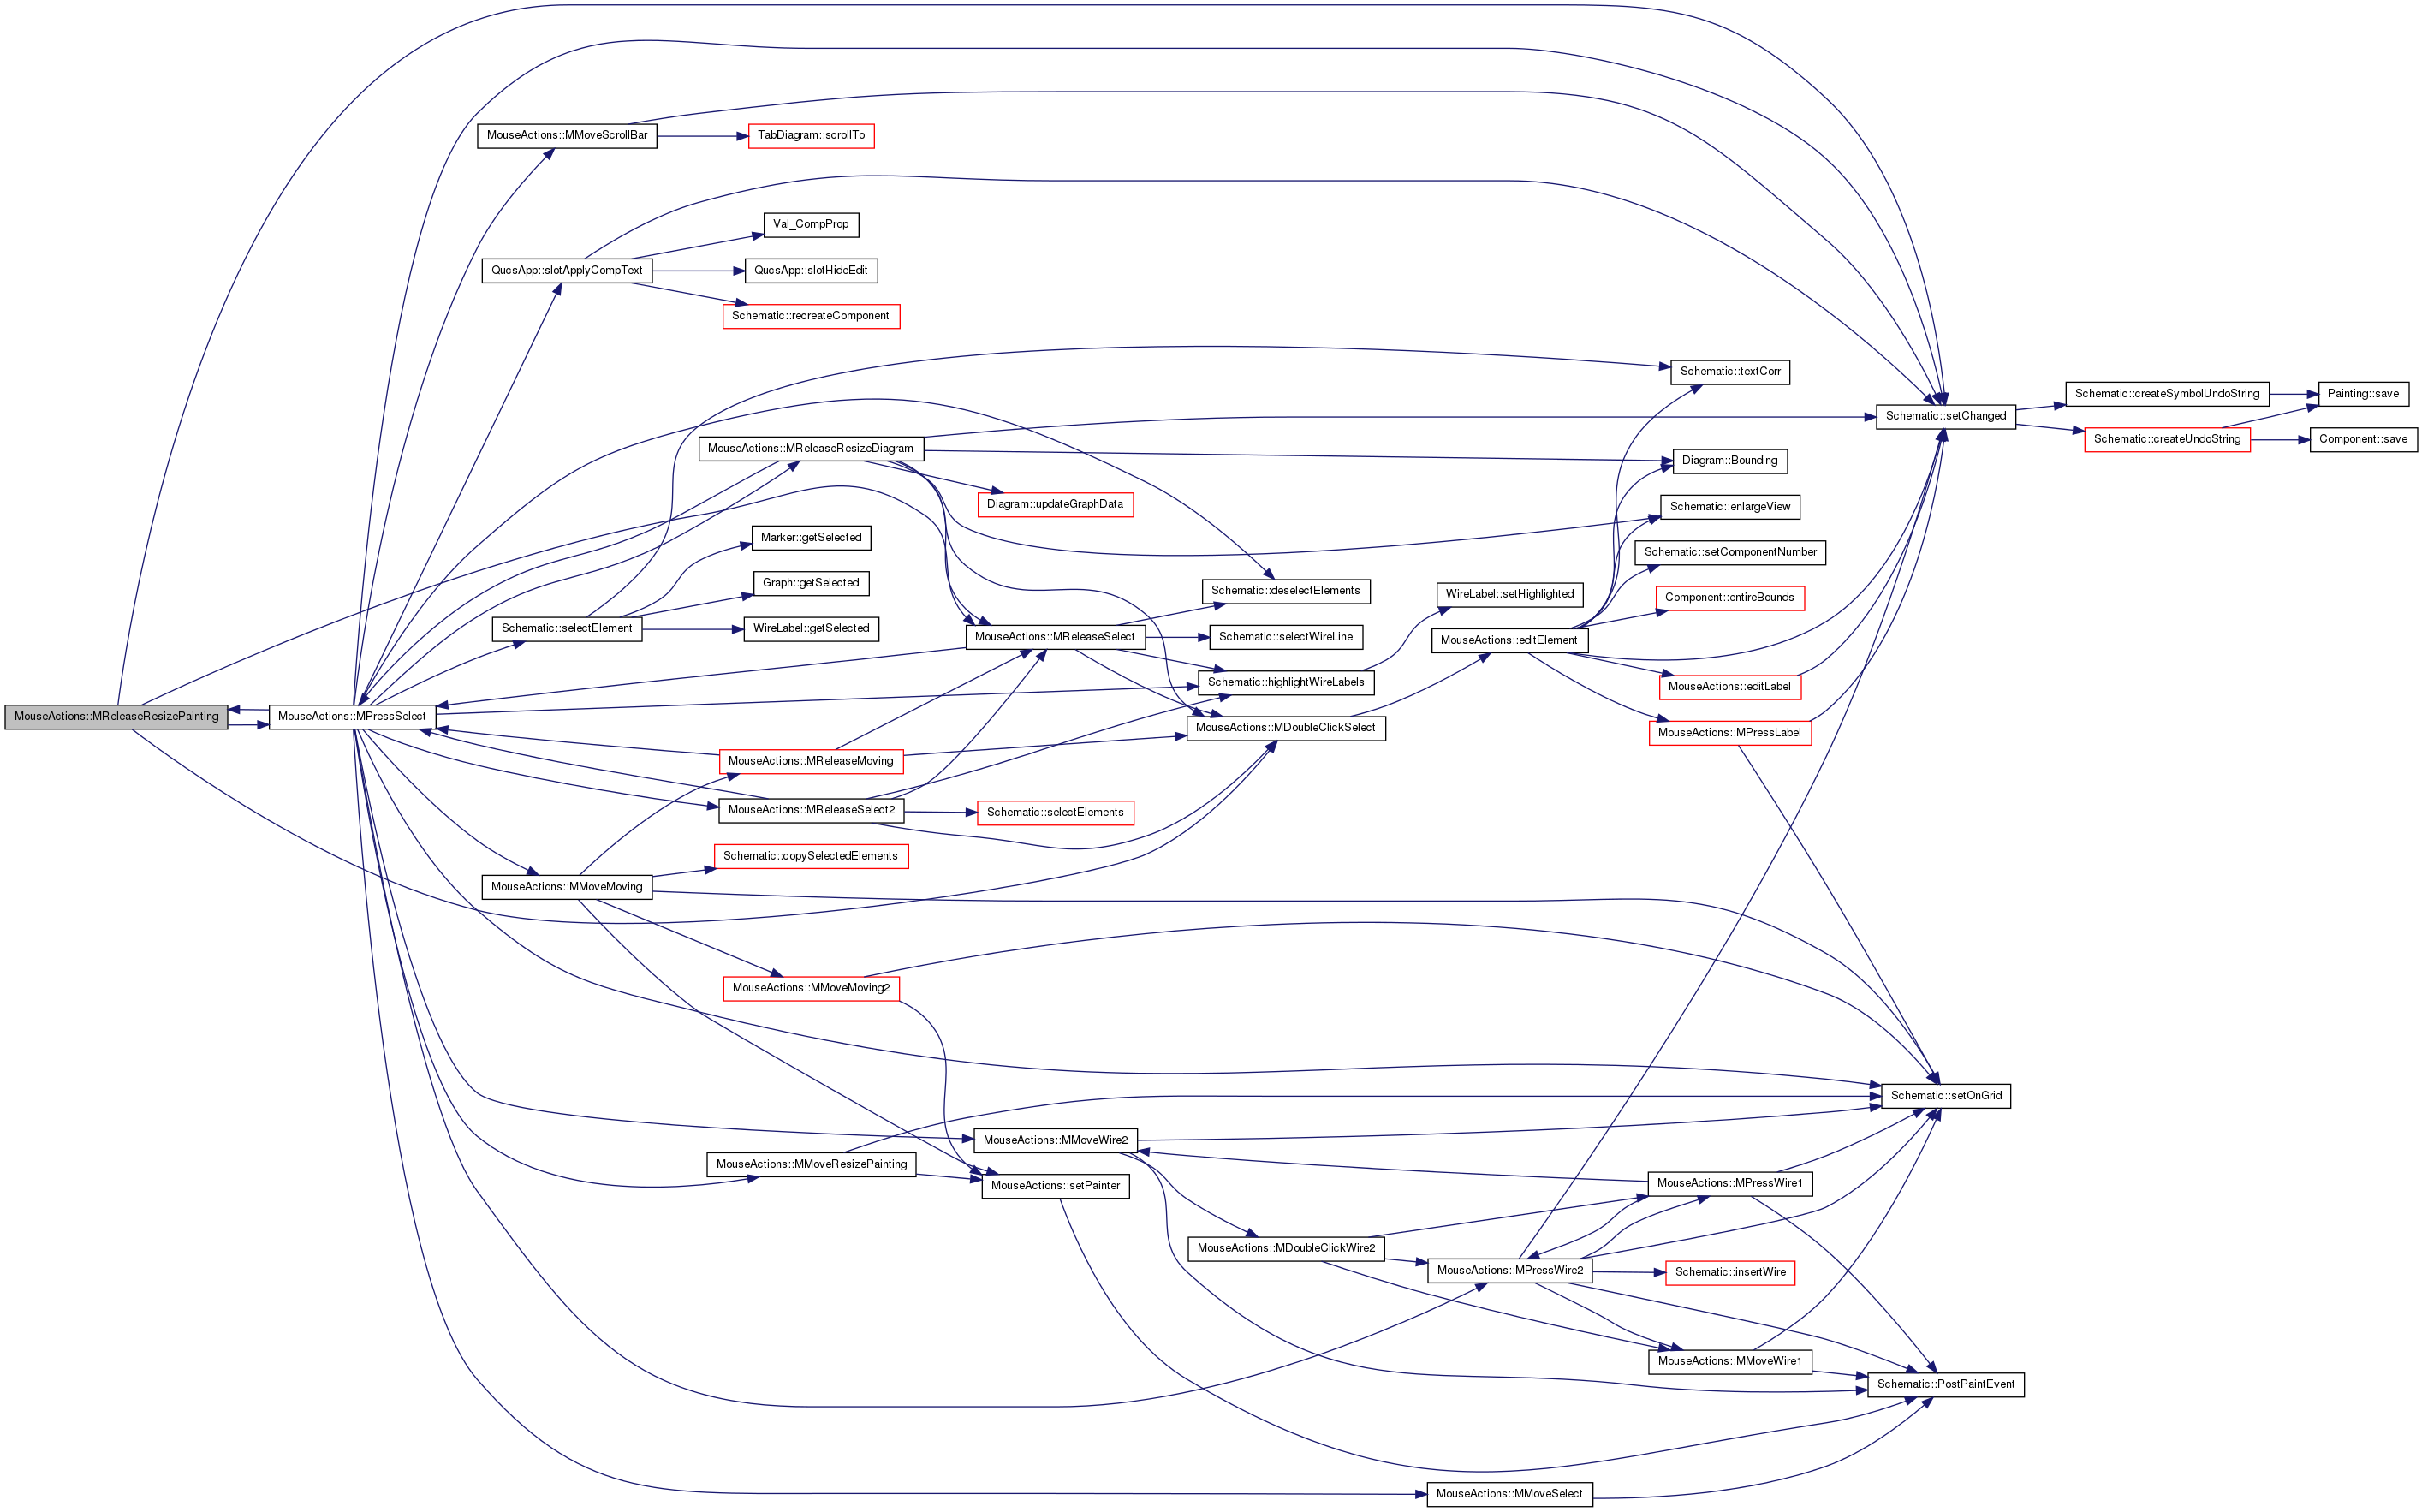 MouseActions::MReleaseResizePainting
MouseActions::MPressSelect
MouseActions::MMoveScrollBar
TabDiagram::scrollTo
QucsApp::slotApplyCompText
Val_CompProp
QucsApp::slotHideEdit
Schematic::recreateComponent
Schematic::selectElement
Marker::getSelected
Graph::getSelected
WireLabel::getSelected
MouseActions::MReleaseResizeDiagram
Diagram::updateGraphData
MouseActions::MReleaseSelect
MouseActions::MReleaseMoving
MouseActions::MReleaseSelect2
Schematic::selectElements
MouseActions::MMoveMoving
Schematic::copySelectedElements
MouseActions::MMoveMoving2
MouseActions::MMoveResizePainting
MouseActions::setPainter
MouseActions::MMoveWire2
Schematic::deselectElements
Schematic::selectWireLine
Schematic::highlightWireLabels
MouseActions::MDoubleClickSelect
WireLabel::setHighlighted
MouseActions::editElement
MouseActions::MDoubleClickWire2
MouseActions::MPressWire2
MouseActions::MMoveSelect
Schematic::textCorr
Diagram::Bounding
Schematic::enlargeView
Schematic::setComponentNumber
Component::entireBounds
MouseActions::editLabel
MouseActions::MPressLabel
MouseActions::MPressWire1
Schematic::insertWire
MouseActions::MMoveWire1
Schematic::setChanged
Schematic::setOnGrid
Schematic::PostPaintEvent
Schematic::createSymbolUndoString
Schematic::createUndoString
Painting::save
Component::save